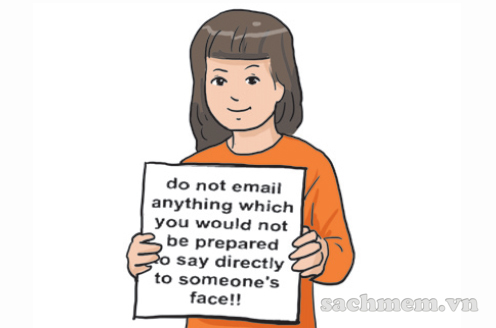 do not email
anything which
you would not
be prepared
to say directly
to someone's
face!!
sachmem.vn